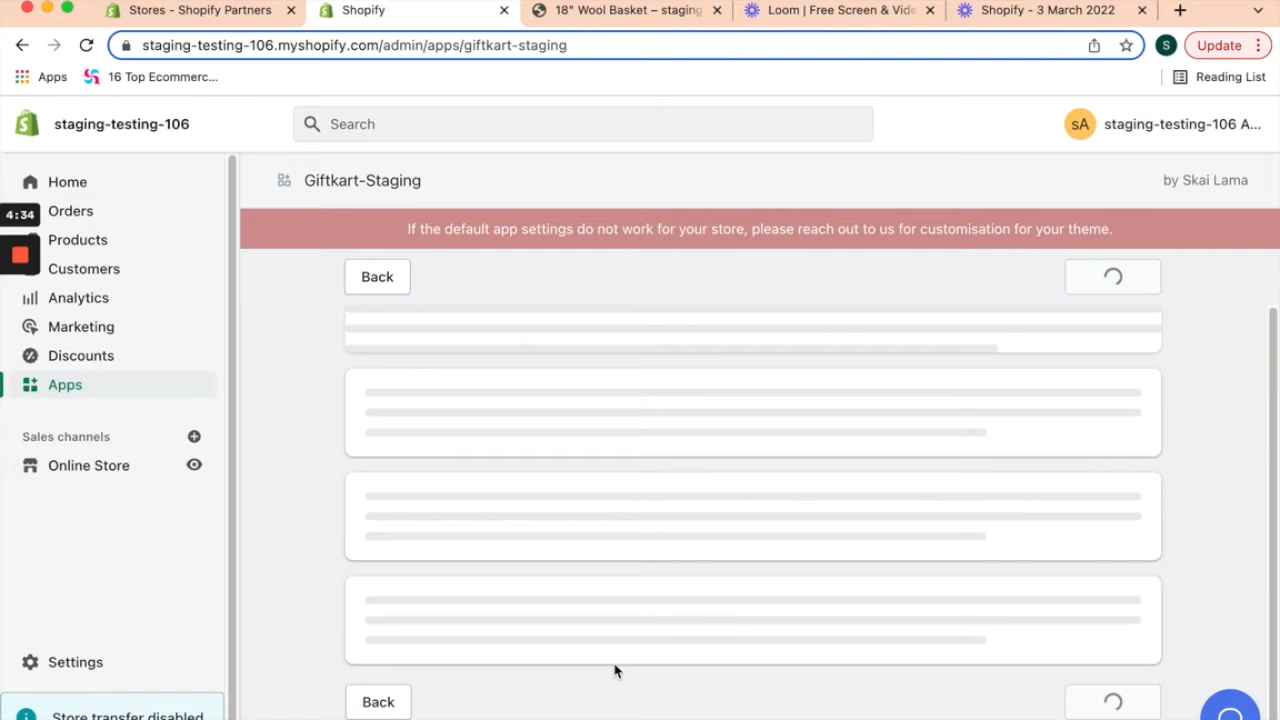 Stores - Shopify Partners
Shopify
18" Wool Basket – staging
Loom | Free Screen & Vide
Shopify - 3 March 2022
staging-testing-106.myshopify.com/admin/apps/giftkart-staging
S
Update
Apps
16 Top Ecommerc...
Reading List
staging-testing-106
Search
sA
staging-testing-106 A...
Home
Giftkart-Staging
by Skai Lama
Orders
4:34
If the default app settings do not work for your store, please reach out to us for customisation for your theme.
Products
Customers
Back
Analytics
Marketing
Discounts
Apps
Sales channels
Online Store
Settings
Back
Store transfer disabled